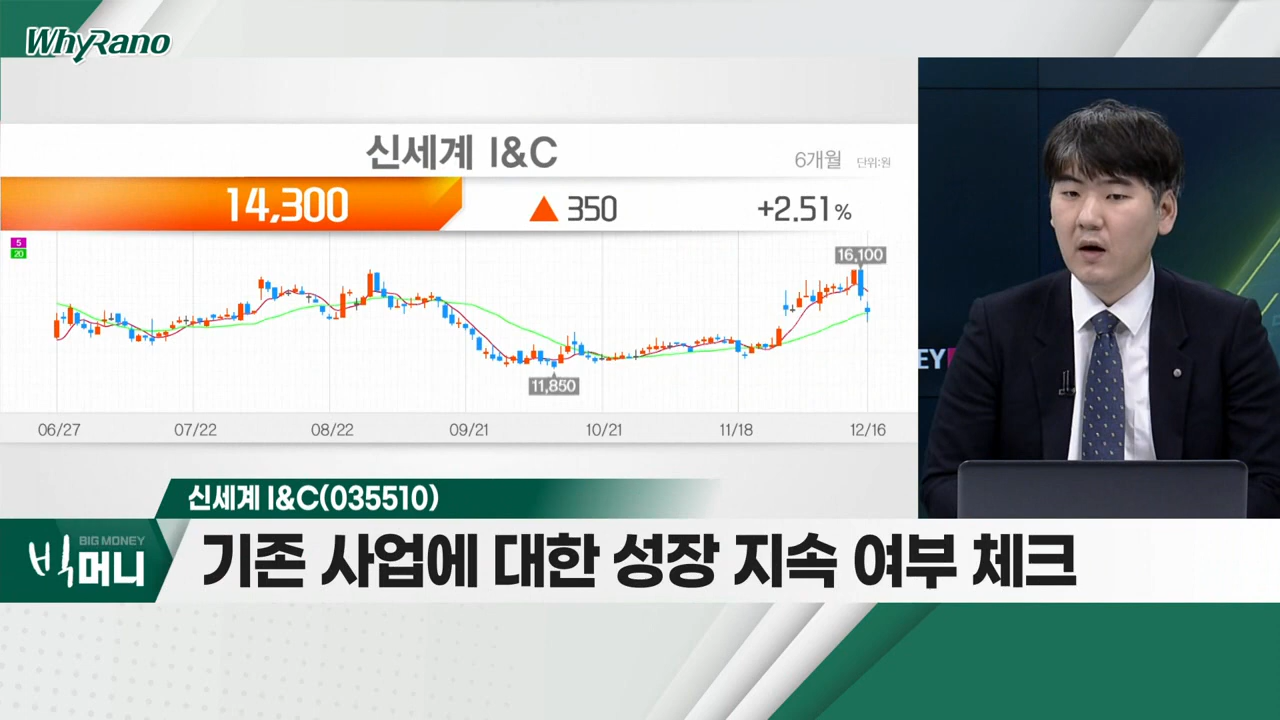 WhyRano
신세계 I&C
6개월 단위:원
14,300 ▲ 350 +2.51%
5
20
16,100
11,850
06/27 07/22 08/22 09/21 10/21 11/18 12/16
EY
신세계 I&C(035510)
BIG MONEY
빅머니
기존 사업에 대한 성장 지속 여부 체크